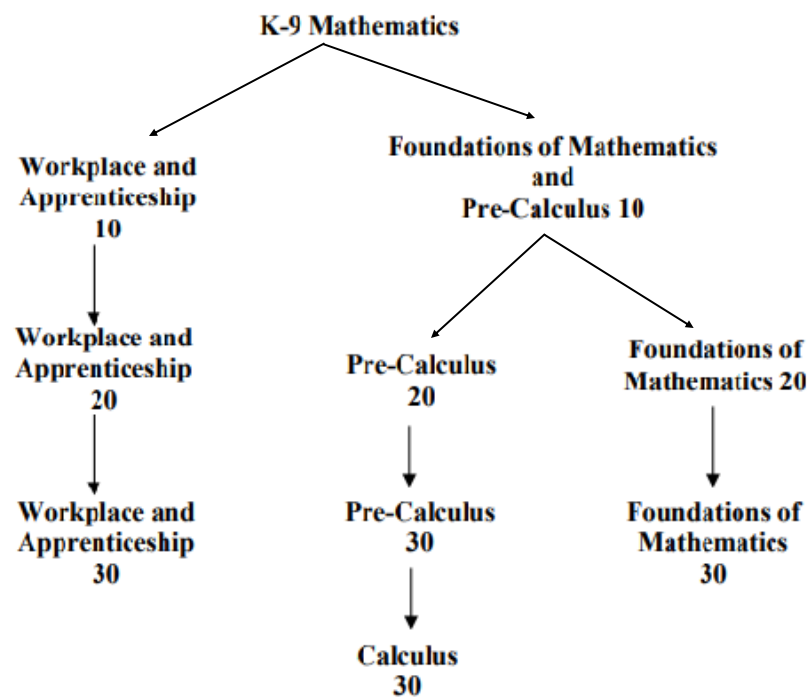 K-9 Mathematics
Workplace and
Apprenticeship
10
Foundations of Mathematics
and
Pre-Calculus 10
Workplace and
Apprenticeship
20
Pre-Calculus
20
Foundations of
Mathematics 20
Workplace and
Apprenticeship
30
Pre-Calculus
30
Foundations of
Mathematics
30
Calculus
30